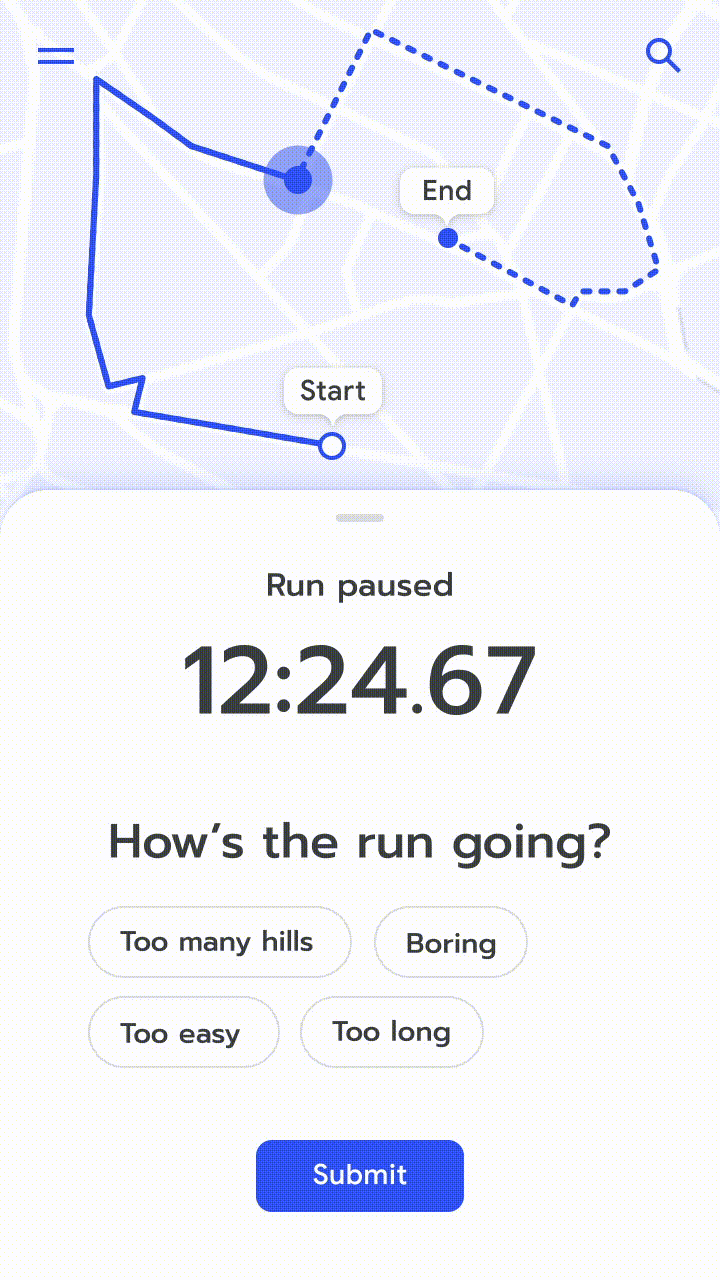 End
Start
Run paused
12:24.67
How's the run going?
Too many hills
Boring
Too easy
Too long
Submit